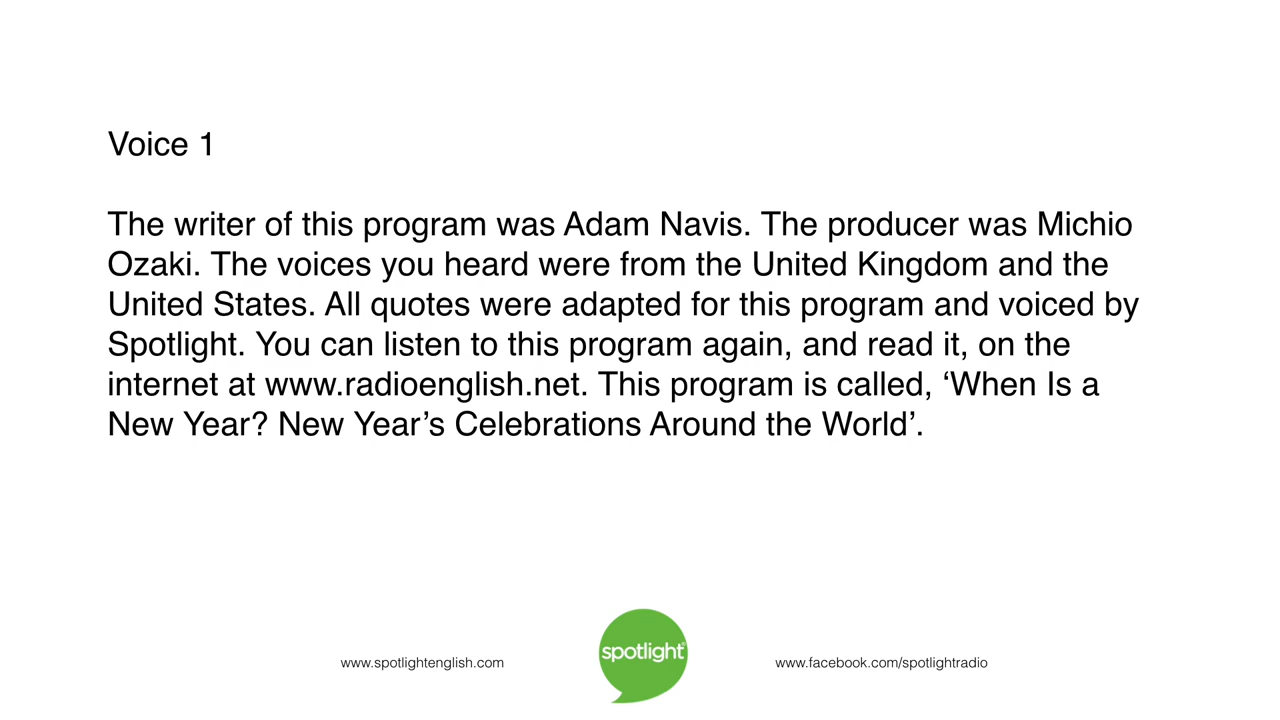 Voice 1
The writer of this program was Adam Navis. The producer was Michio
Ozaki. The voices you heard were from the United Kingdom and the
United States. All quotes were adapted for this program and voiced by
Spotlight. You can listen to this program again, and read it, on the
internet at www.radioenglish.net. This program is called, ‘When Is a
New Year? New Year’s Celebrations Around the World’.
www.spotlightenglish.com
spotlight®
www.facebook.com/spotlightradio